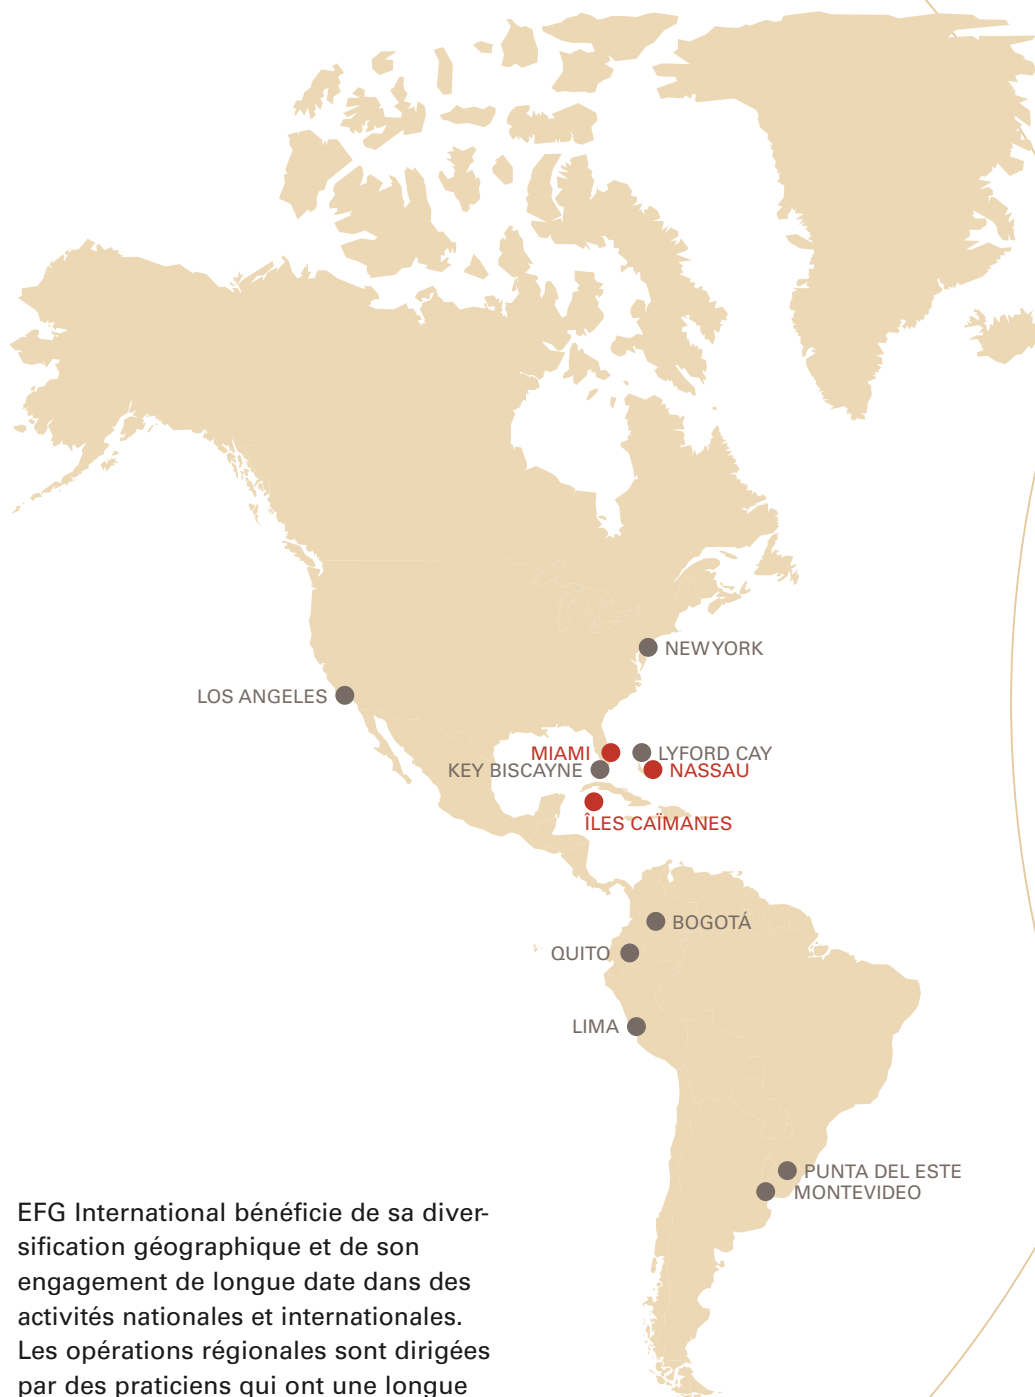 NEW YORK
LOS ANGELES
MIAMI
LYFORD CAY
KEY BISCAYNE
NASSAU
ÎLES CAÏMANES
BOGOTÁ
QUITO
LIMA
PUNTA DEL ESTE
MONTEVIDEO
EFG International bénéficie de sa diver-
sification géographique et de son
engagement de longue date dans des
activités nationales et internationales.
Les opérations régionales sont dirigées
par des praticiens qui ont une longue